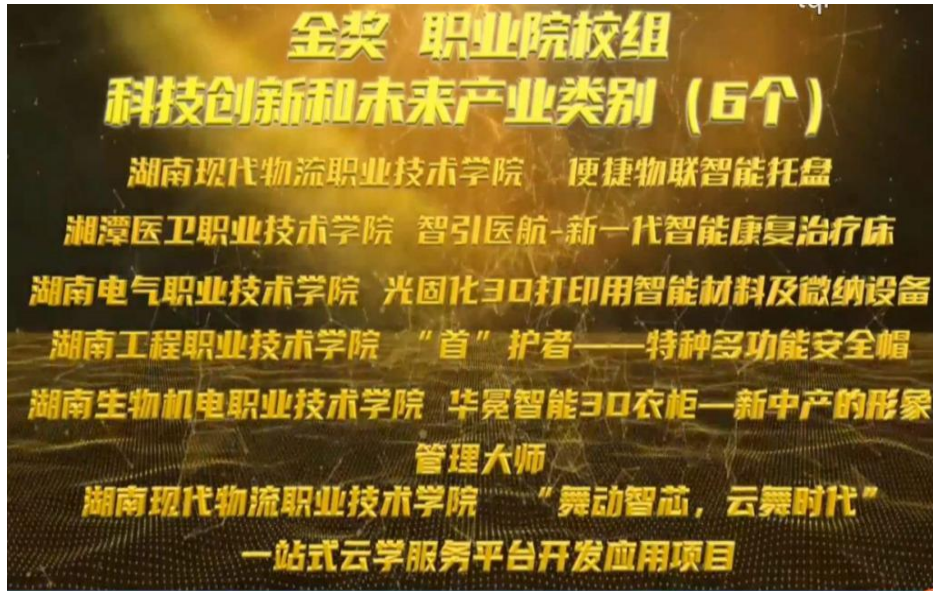 金奖 职业院校组
科技创新和未来产业类别（6个）
湖南现代物流职业技术学院 便捷物联智能托盘
湘潭医卫职业技术学院 智引医航-新一代智能康复治疗床
湖南电气职业技术学院 光固化3D打印用智能材料及微纳设备
湖南工程职业技术学院 “首”护者——特种多功能安全帽
湖南生物机电职业技术学院 华冕智能3D衣柜—新中产的形象
管理大师
湖南现代物流职业技术学院 “舞动智芯，云舞时代”
一站式云学服务平台开发应用项目